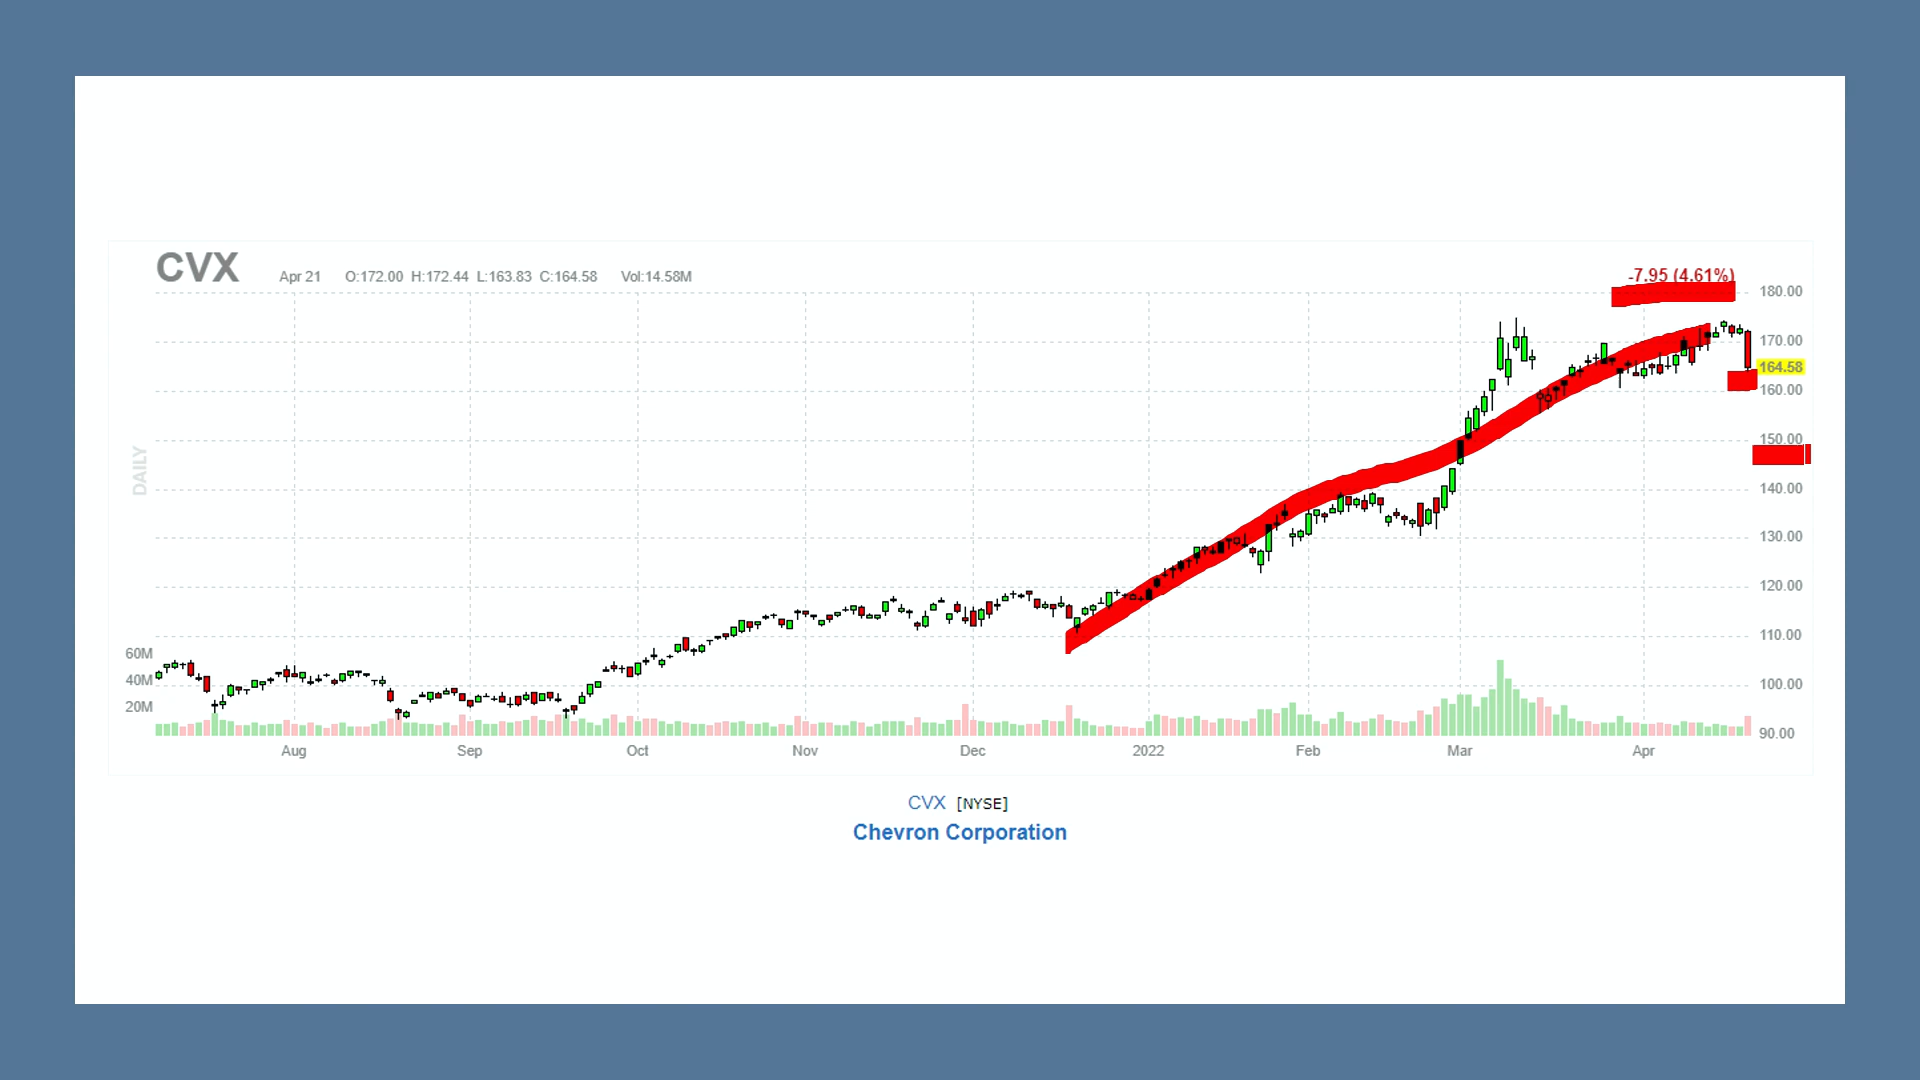 CVX Apr 21 O:172.00 H:172.44 L:163.83 C:164.58 Vol:14.58M
-7.95 (4.61%)
180.00
170.00
164.58
160.00
150.00
DAILY
140.00
130.00
120.00
110.00
60M
40M
100.00
20M
90.00
Aug Sep Oct Nov Dec 2022 Feb Mar Apr
CVX [NYSE]
Chevron Corporation